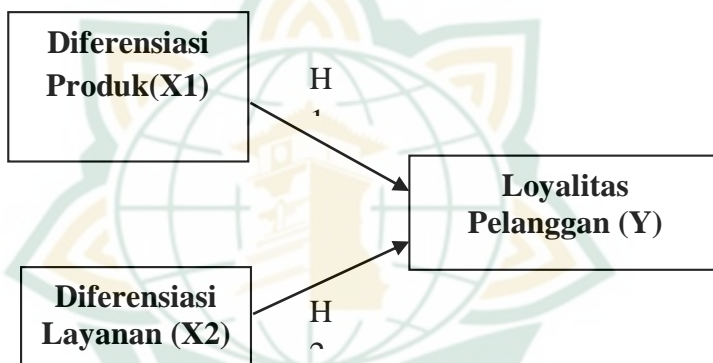 Diferensiasi
Produk(X1)
H
Loyalitas
Pelanggan (Y)
Diferensiasi
Layanan (X2)
H